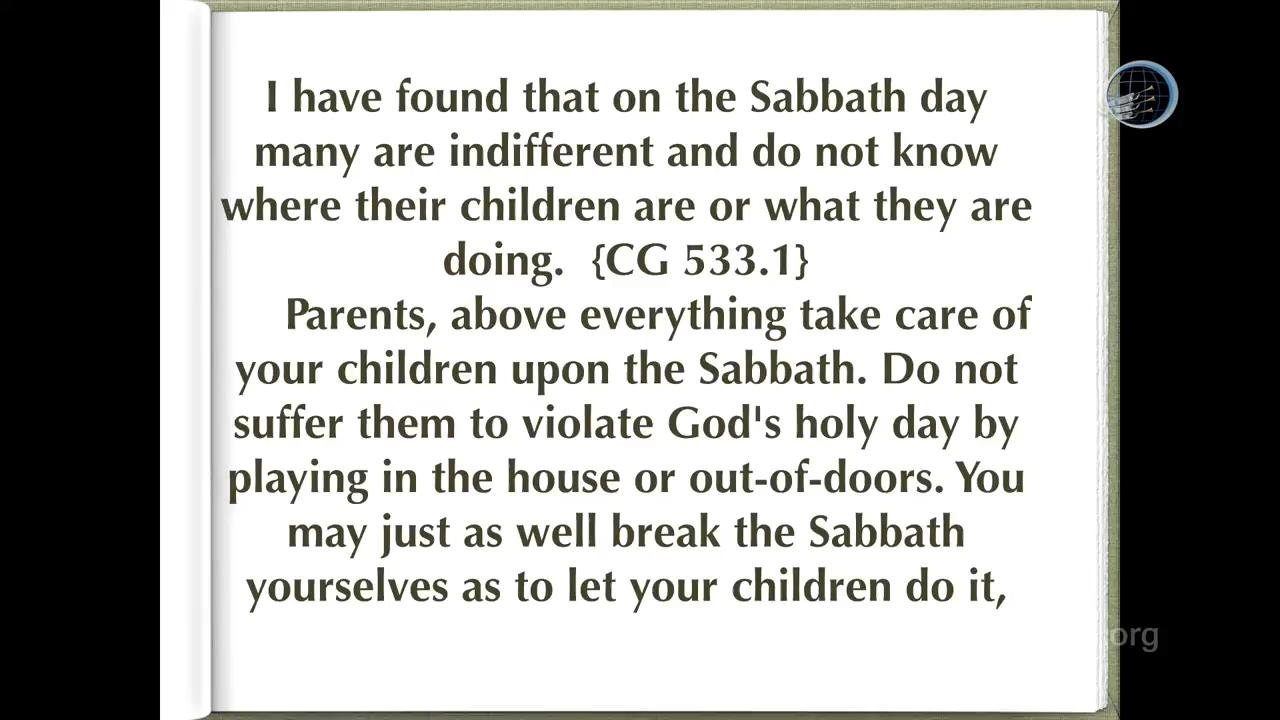 I have found that on the Sabbath day
many are indifferent and do not know
where their children are or what they are
doing.  {CG 533.1}
Parents, above everything take care of
your children upon the Sabbath. Do not
suffer them to violate God's holy day by
playing in the house or out-of-doors. You
may just as well break the Sabbath
yourselves as to let your children do it,
org